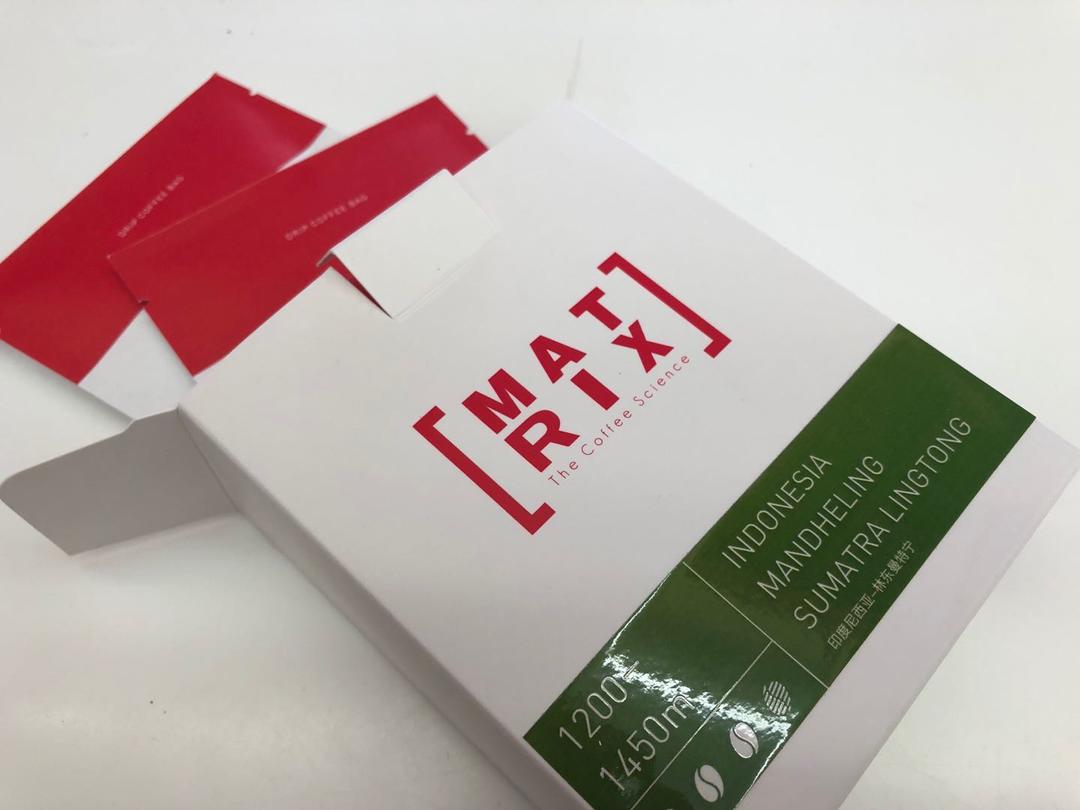 DRIP COFFEE BAG
DRIP COFFEE BAG
MAT
RIX
The Coffee Science
INDONESIA
MANDHELING
SUMATRA LINGTONG
印度尼西亚–林东曼特宁
1200-
1450m